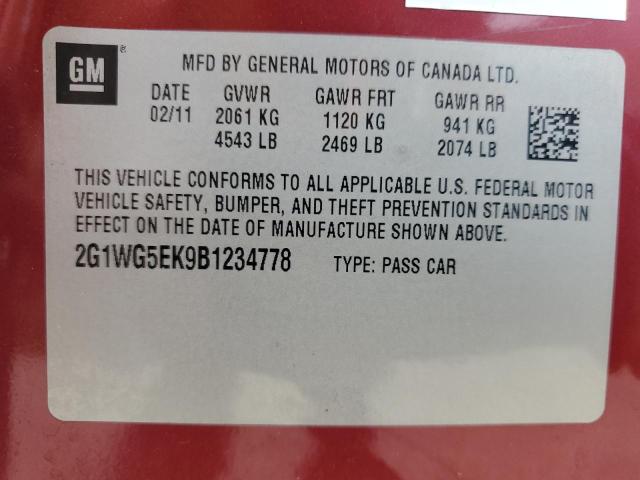 GM®
MFD BY GENERAL MOTORS OF CANADA LTD.
DATE GVWR GAWR FRT GAWR RR
02/11 2061 KG 1120 KG 941 KG
4543 LB 2469 LB 2074 LB
THIS VEHICLE CONFORMS TO ALL APPLICABLE U.S. FEDERAL MOTOR
VEHICLE SAFETY, BUMPER, AND THEFT PREVENTION STANDARDS IN
EFFECT ON THE DATE OF MANUFACTURE SHOWN ABOVE.
2G1WG5EK9B1234778 TYPE: PASS CAR